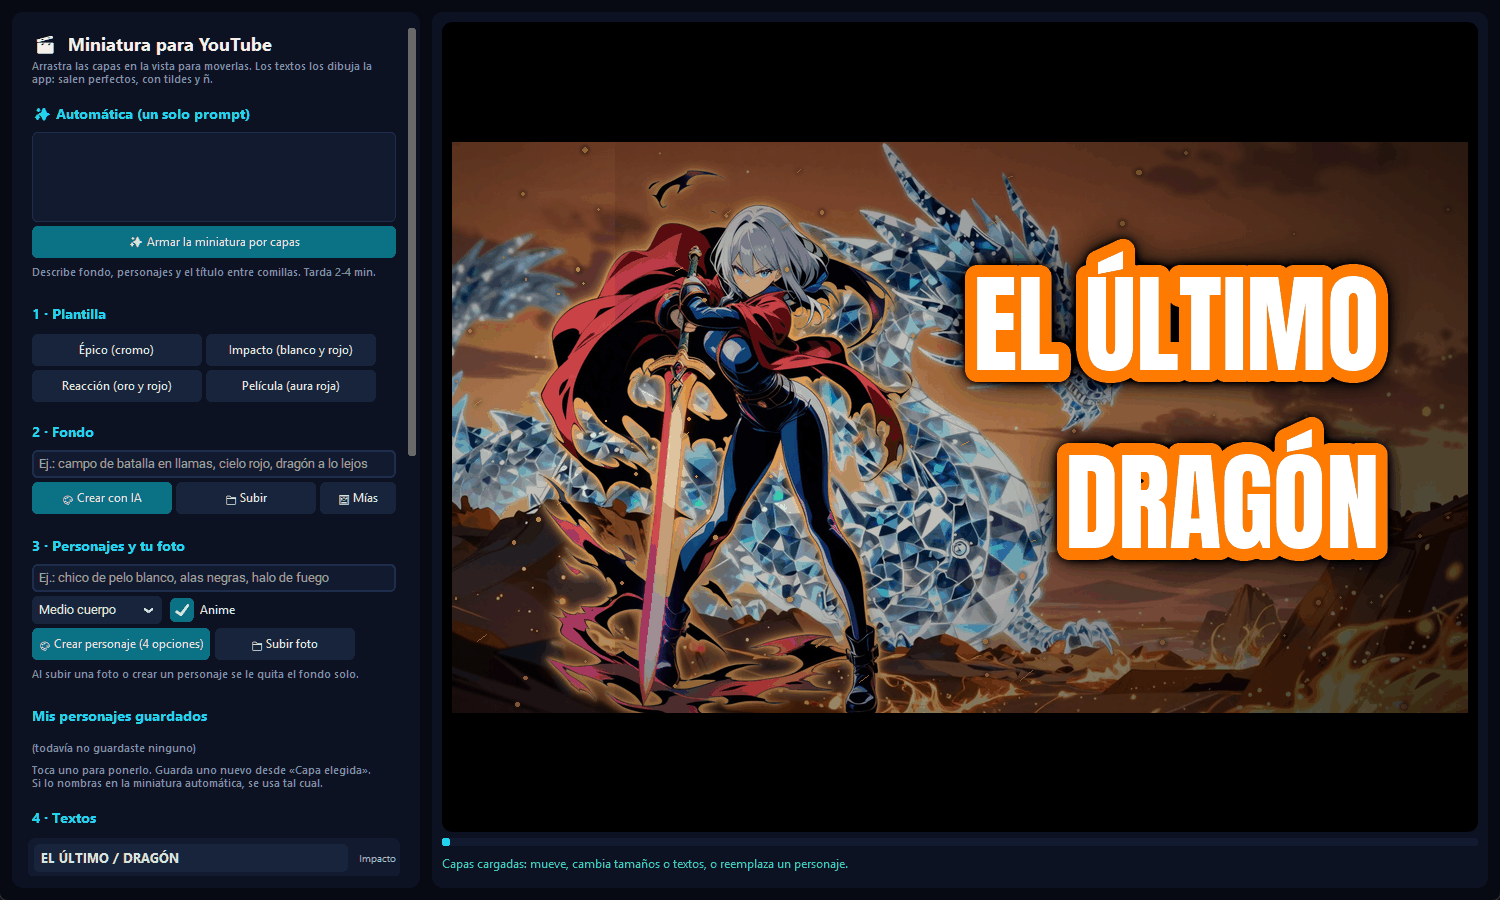 Miniatura para YouTube
Arrastra las capas en la vista para moverlas. Los textos los dibuja la
app: salen perfectos, con tildes y ñ.
Automática (un solo prompt)
Armar la miniatura por capas
Describe fondo, personajes y el título entre comillas. Tarda 2-4 min.
1 · Plantilla
Épico (cromo)
Impacto (blanco y rojo)
Reacción (oro y rojo)
Película (aura roja)
2 · Fondo
Ej.: campo de batalla en llamas, cielo rojo, dragón a lo lejos
Crear con IA
Subir
Mías
3 · Personajes y tu foto
Ej.: chico de pelo blanco, alas negras, halo de fuego
Medio cuerpo
Anime
Crear personaje (4 opciones)
Subir foto
Al subir una foto o crear un personaje se le quita el fondo solo.
Mis personajes guardados
(todavía no guardaste ninguno)
Toca uno para ponerlo. Guarda uno nuevo desde «Capa elegida».
Si lo nombras en la miniatura automática, se usa tal cual.
4 · Textos
EL ÚLTIMO / DRAGÓN
Impacto
EL ÚLTIMO
DRAGÓN
Capas cargadas: mueve, cambia tamaños o textos, o reemplaza un personaje.